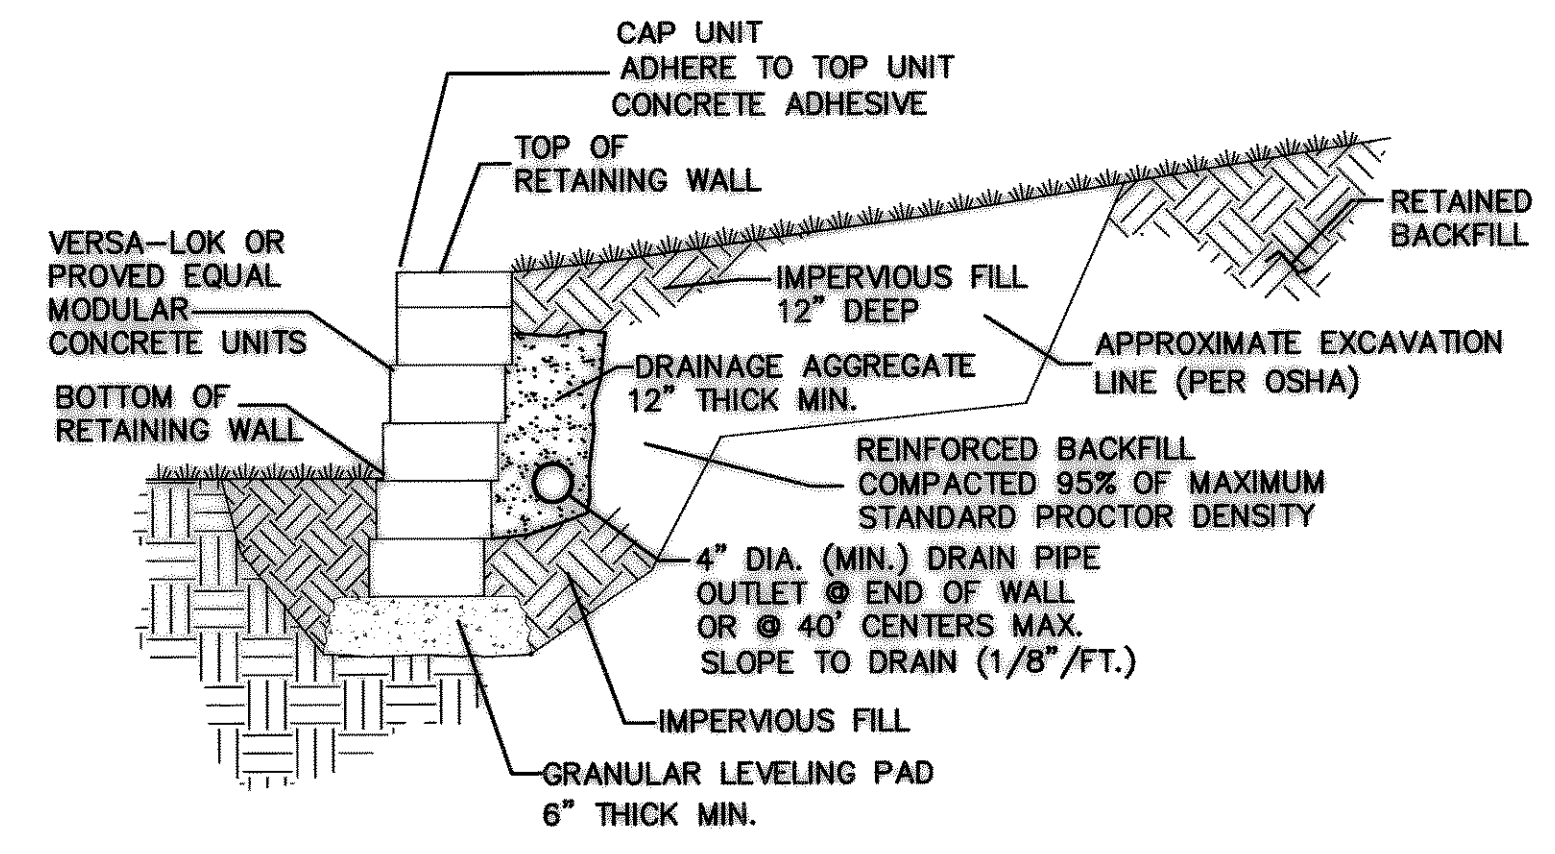 CAP UNIT
ADHERE TO TOP UNIT
CONCRETE ADHESIVE
TOP OF
RETAINING WALL
VERSA-LOK OR
PROVED EQUAL
MODULAR
CONCRETE UNITS
BOTTOM OF
RETAINING WALL
RETAINED
BACKFILL
IMPERVIOUS FILL
12" DEEP
APPROXIMATE EXCAVATION
LINE (PER OSHA)
DRAINAGE AGGREGATE
12" THICK MIN.
REINFORCED BACKFILL
COMPACTED 95% OF MAXIMUM
STANDARD PROCTOR DENSITY
4" DIA. (MIN.) DRAIN PIPE
OUTLET @ END OF WALL
OR @ 40' CENTERS MAX.
SLOPE TO DRAIN (1/8"/FT.)
IMPERVIOUS FILL
GRANULAR LEVELING PAD
6" THICK MIN.